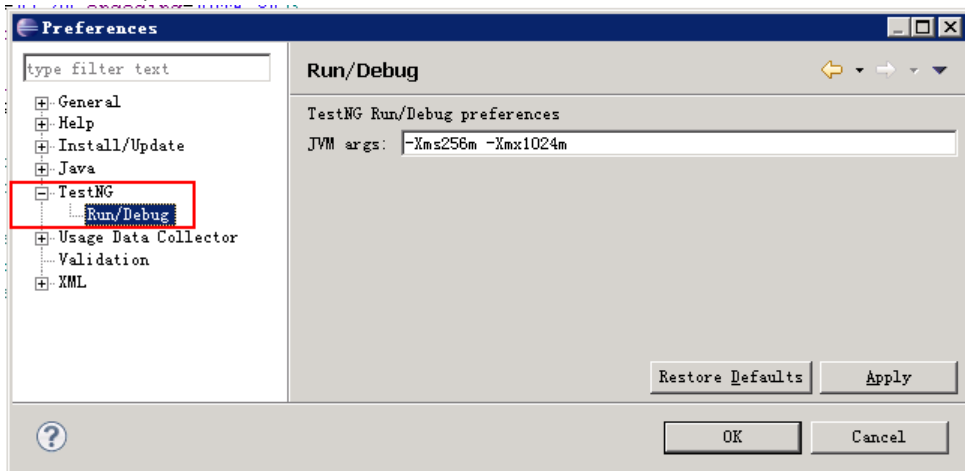 Preferences
type filter text
General
Help
Install/Update
Java
TestNG
Run/Debug
Usage Data Collector
Validation
XML
Run/Debug
TestNG Run/Debug preferences
JVM args: -Xms256m -Xmx1024m
Restore Defaults Apply
OK Cancel